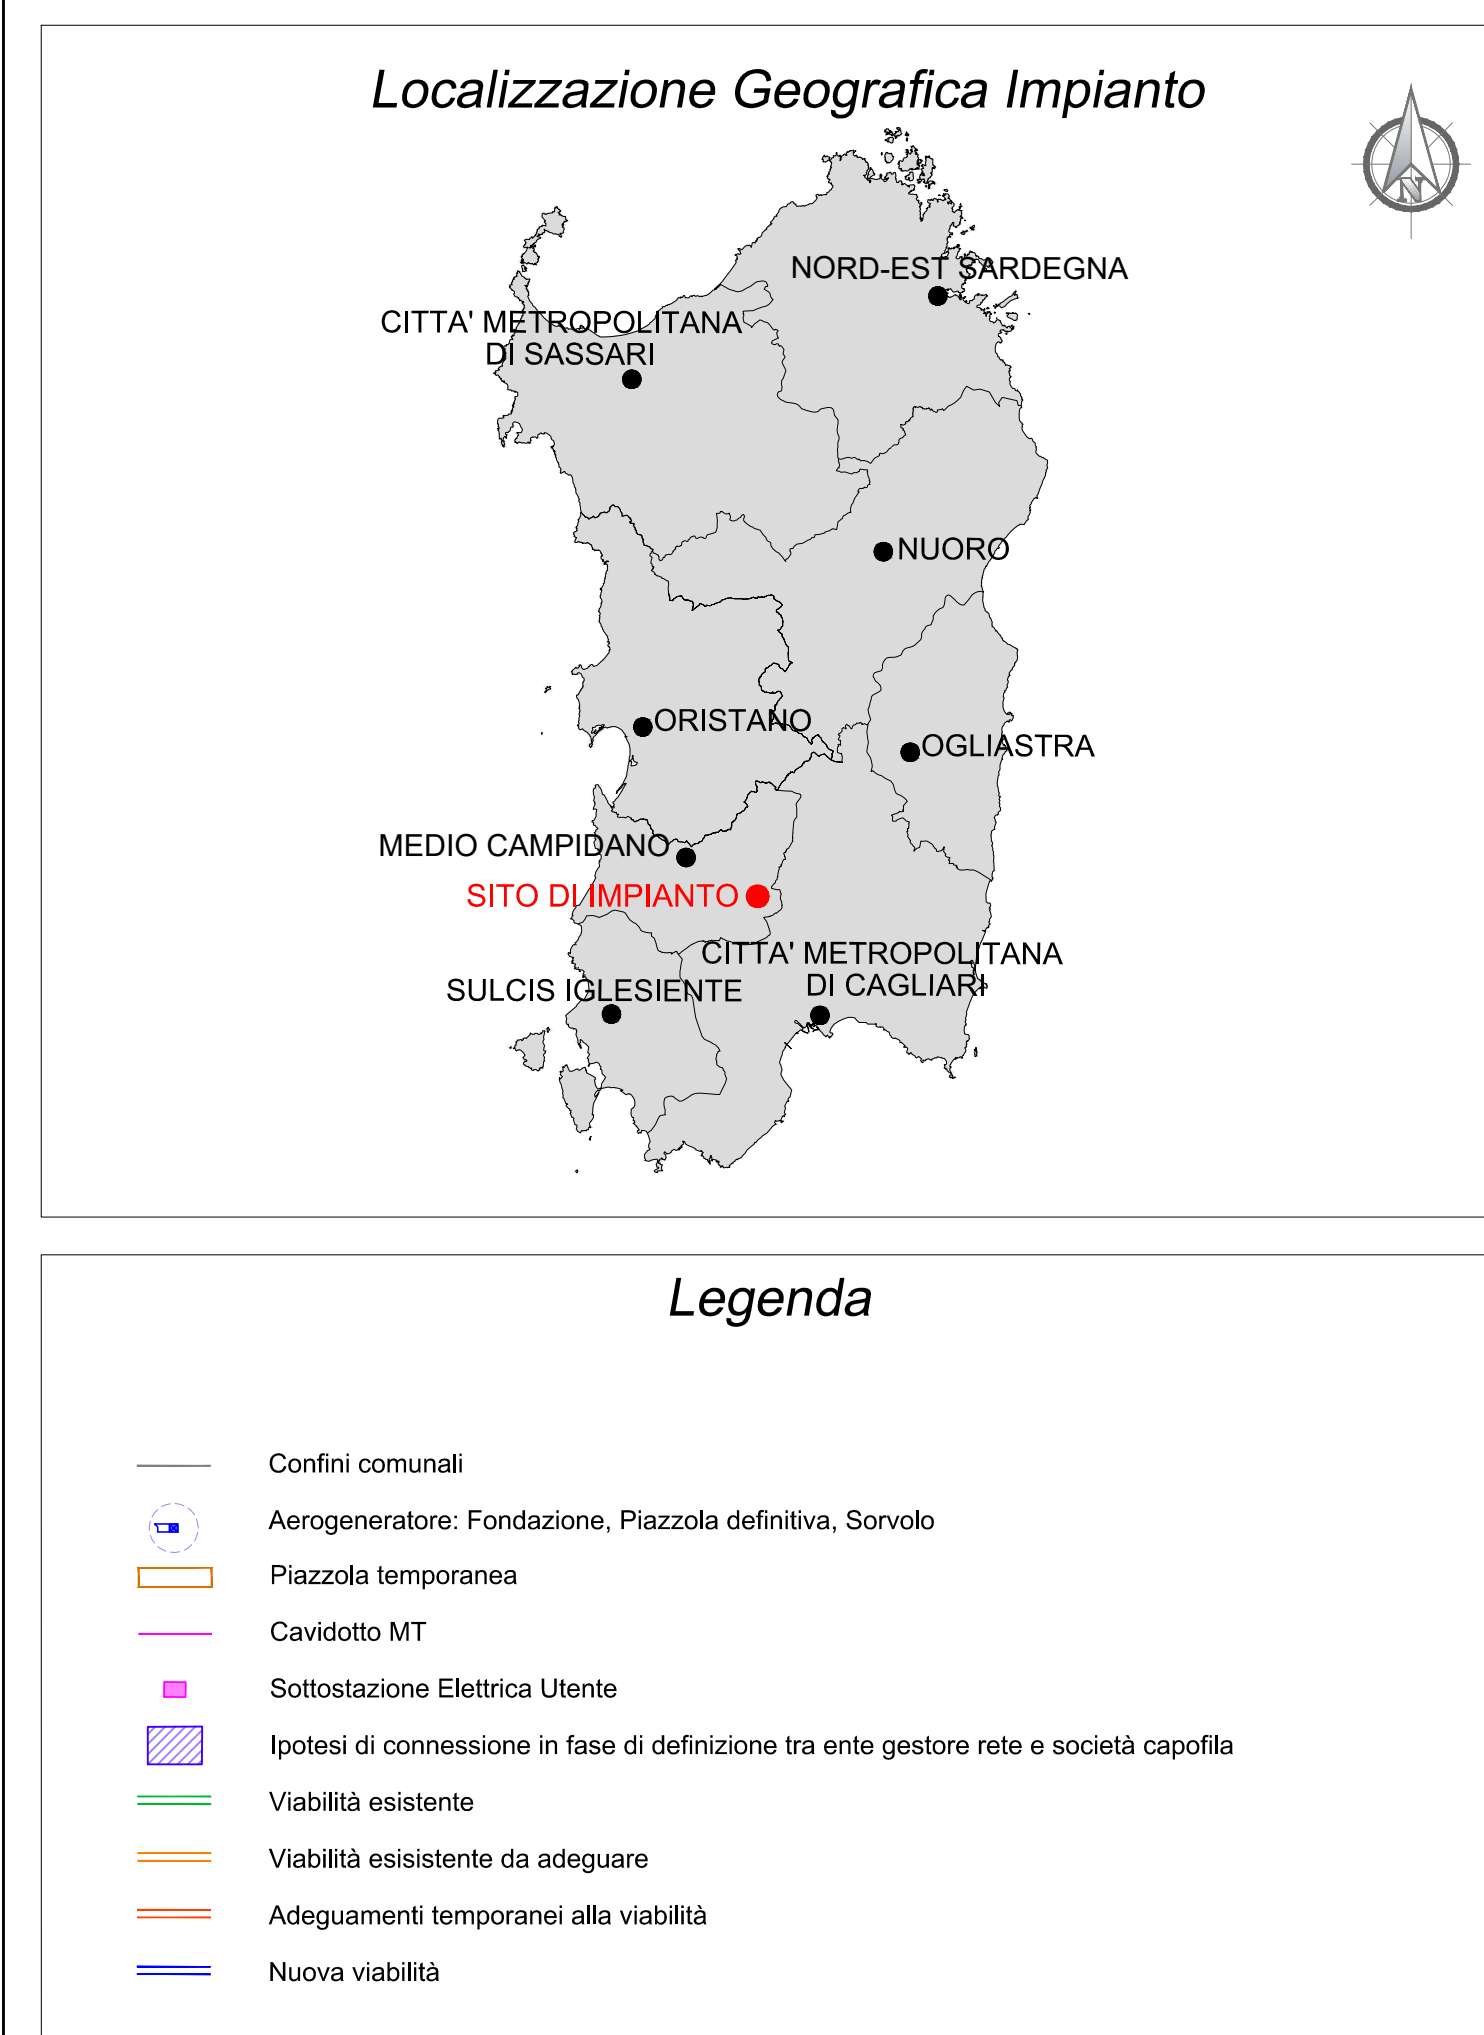 Localizzazione Geografica Impianto
N
NORD-EST SARDEGNA
CITTA' METROPOLITANA
DI SASSARI
NUORO
ORISTANO
OGLIASTRA
MEDIO CAMPIDANO
SITO DI IMPIANTO
CITTA' METROPOLITANA
DI CAGLIARI
SULCIS IGLESIENTE
Legenda
Confini comunali
Aerogeneratore: Fondazione, Piazzola definitiva, Sorvolo
Piazzola temporanea
Cavidotto MT
Sottostazione Elettrica Utente
Ipotesi di connessione in fase di definizione tra ente gestore rete e società capofila
Viabilità esistente
Viabilità esisistente da adeguare
Adeguamenti temporanei alla viabilità
Nuova viabilità